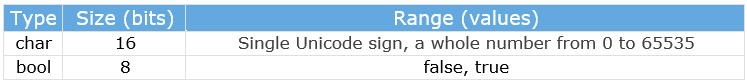 Type Size (bits) Range (values)
char 16 Single Unicode sign, a whole number from 0 to 65535
bool 8 false, true